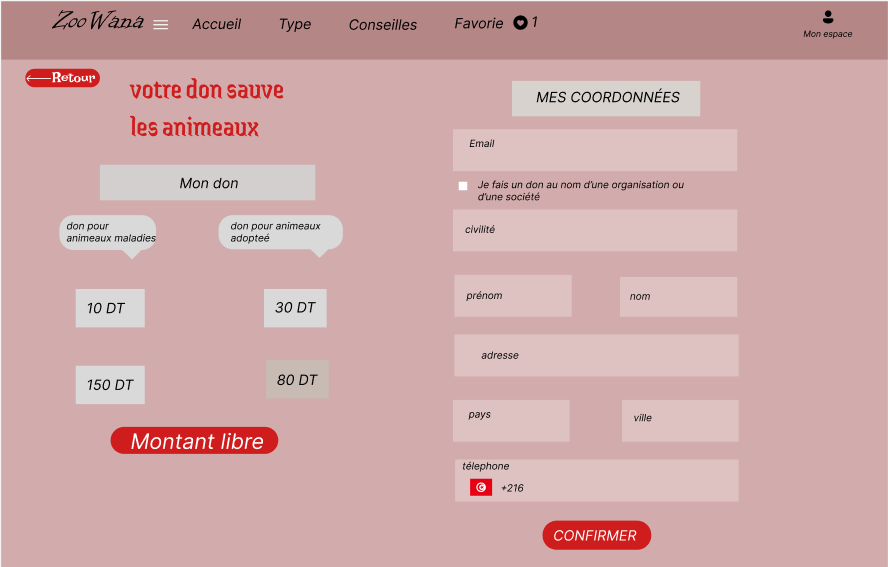 Zoo Wana
Accueil
Type
Conseilles
Favorie 1
Mon espace
Retour
votre don sauve
les animeaux
Mon don
don pour
animeaux maladies
don pour animeaux
adopteé
10 DT
30 DT
150 DT
80 DT
Montant libre
MES COORDONNÉES
Email
Je fais un don au nom d'une organisation ou
d'une société
civilité
prénom
nom
adresse
pays
ville
télephone
+216
CONFIRMER